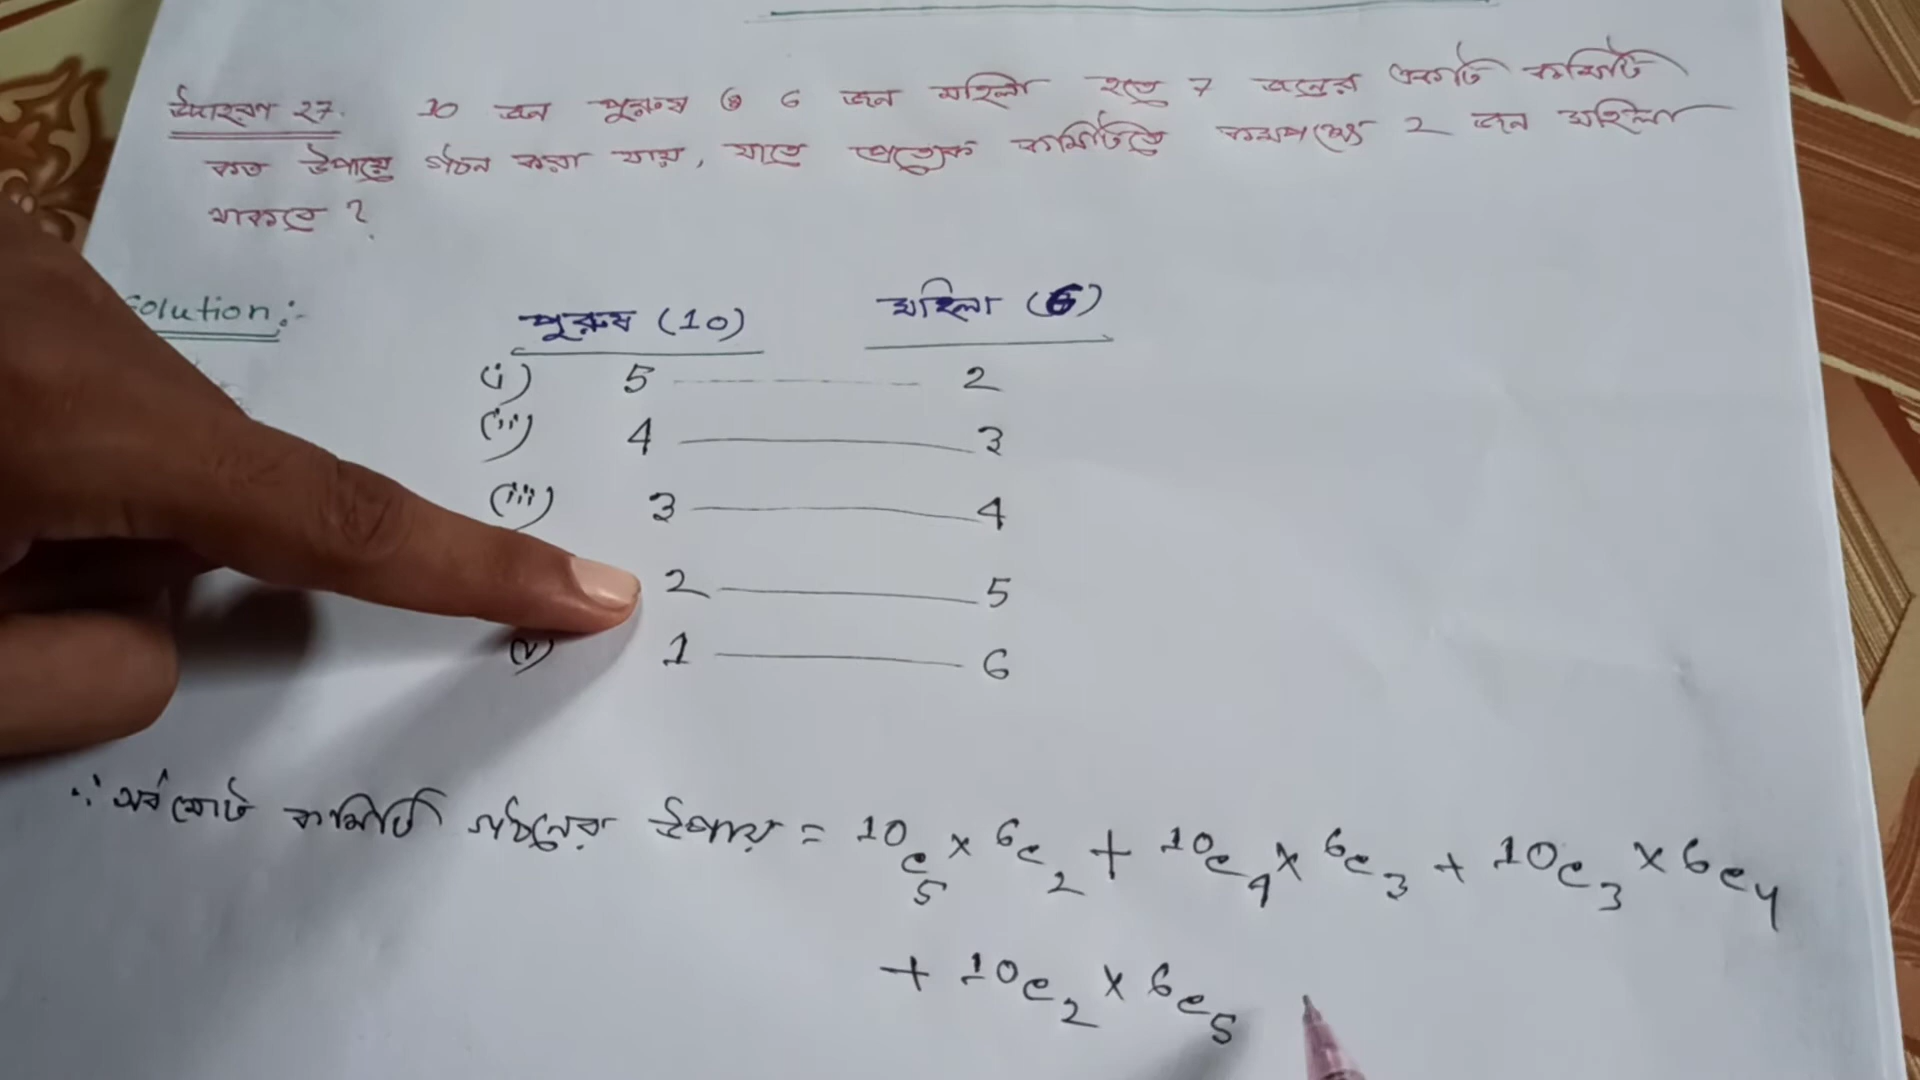 উদাহরণ ২৭. 10 জন পুরুষ ও 6 জন মহিলা হতে 7 জনের একটি কমিটি
কত উপায়ে গঠন করা যায়, যাতে প্রত্যেক কমিটিতে কমপক্ষে 2 জন মহিলা
থাকবে ?
Solution :-
পুরুষ (10) মহিলা (6)
(i) 5 2
(ii) 4 3
(iii) 3 4
2 5
(v) 1 6
∴ সর্বমোট কমিটি গঠনের উপায় = ¹⁰c₅ × ⁶c₂ + ¹⁰c₄ × ⁶c₃ + ¹⁰c₃ × ⁶c₄
+ ¹⁰c₂ × ⁶c₅